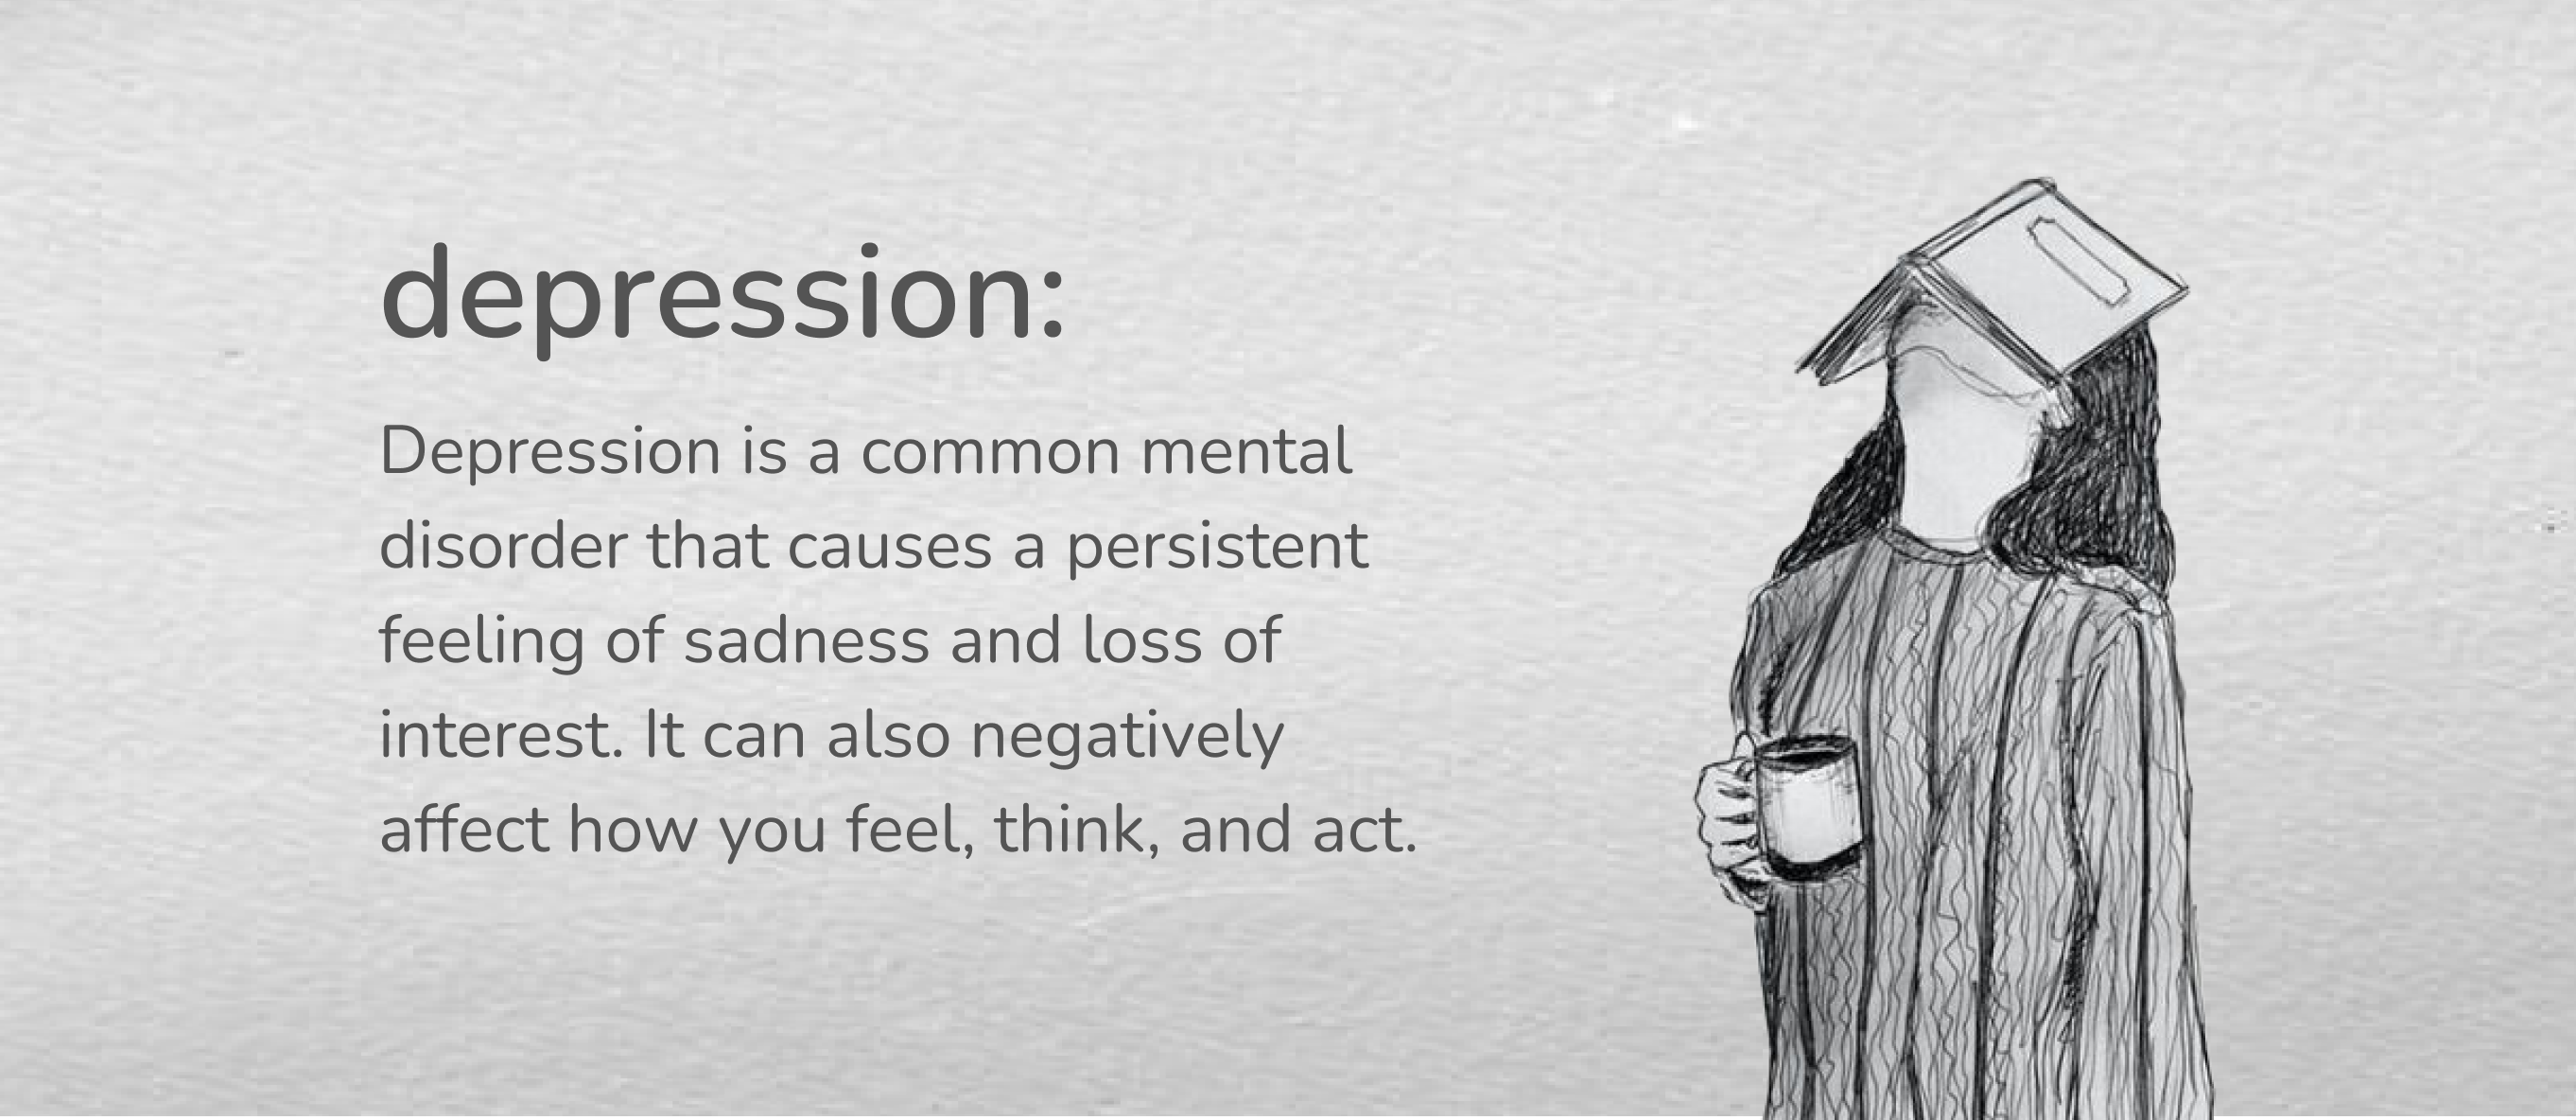 depression:
Depression is a common mental
disorder that causes a persistent
feeling of sadness and loss of
interest. It can also negatively
affect how you feel, think, and act.